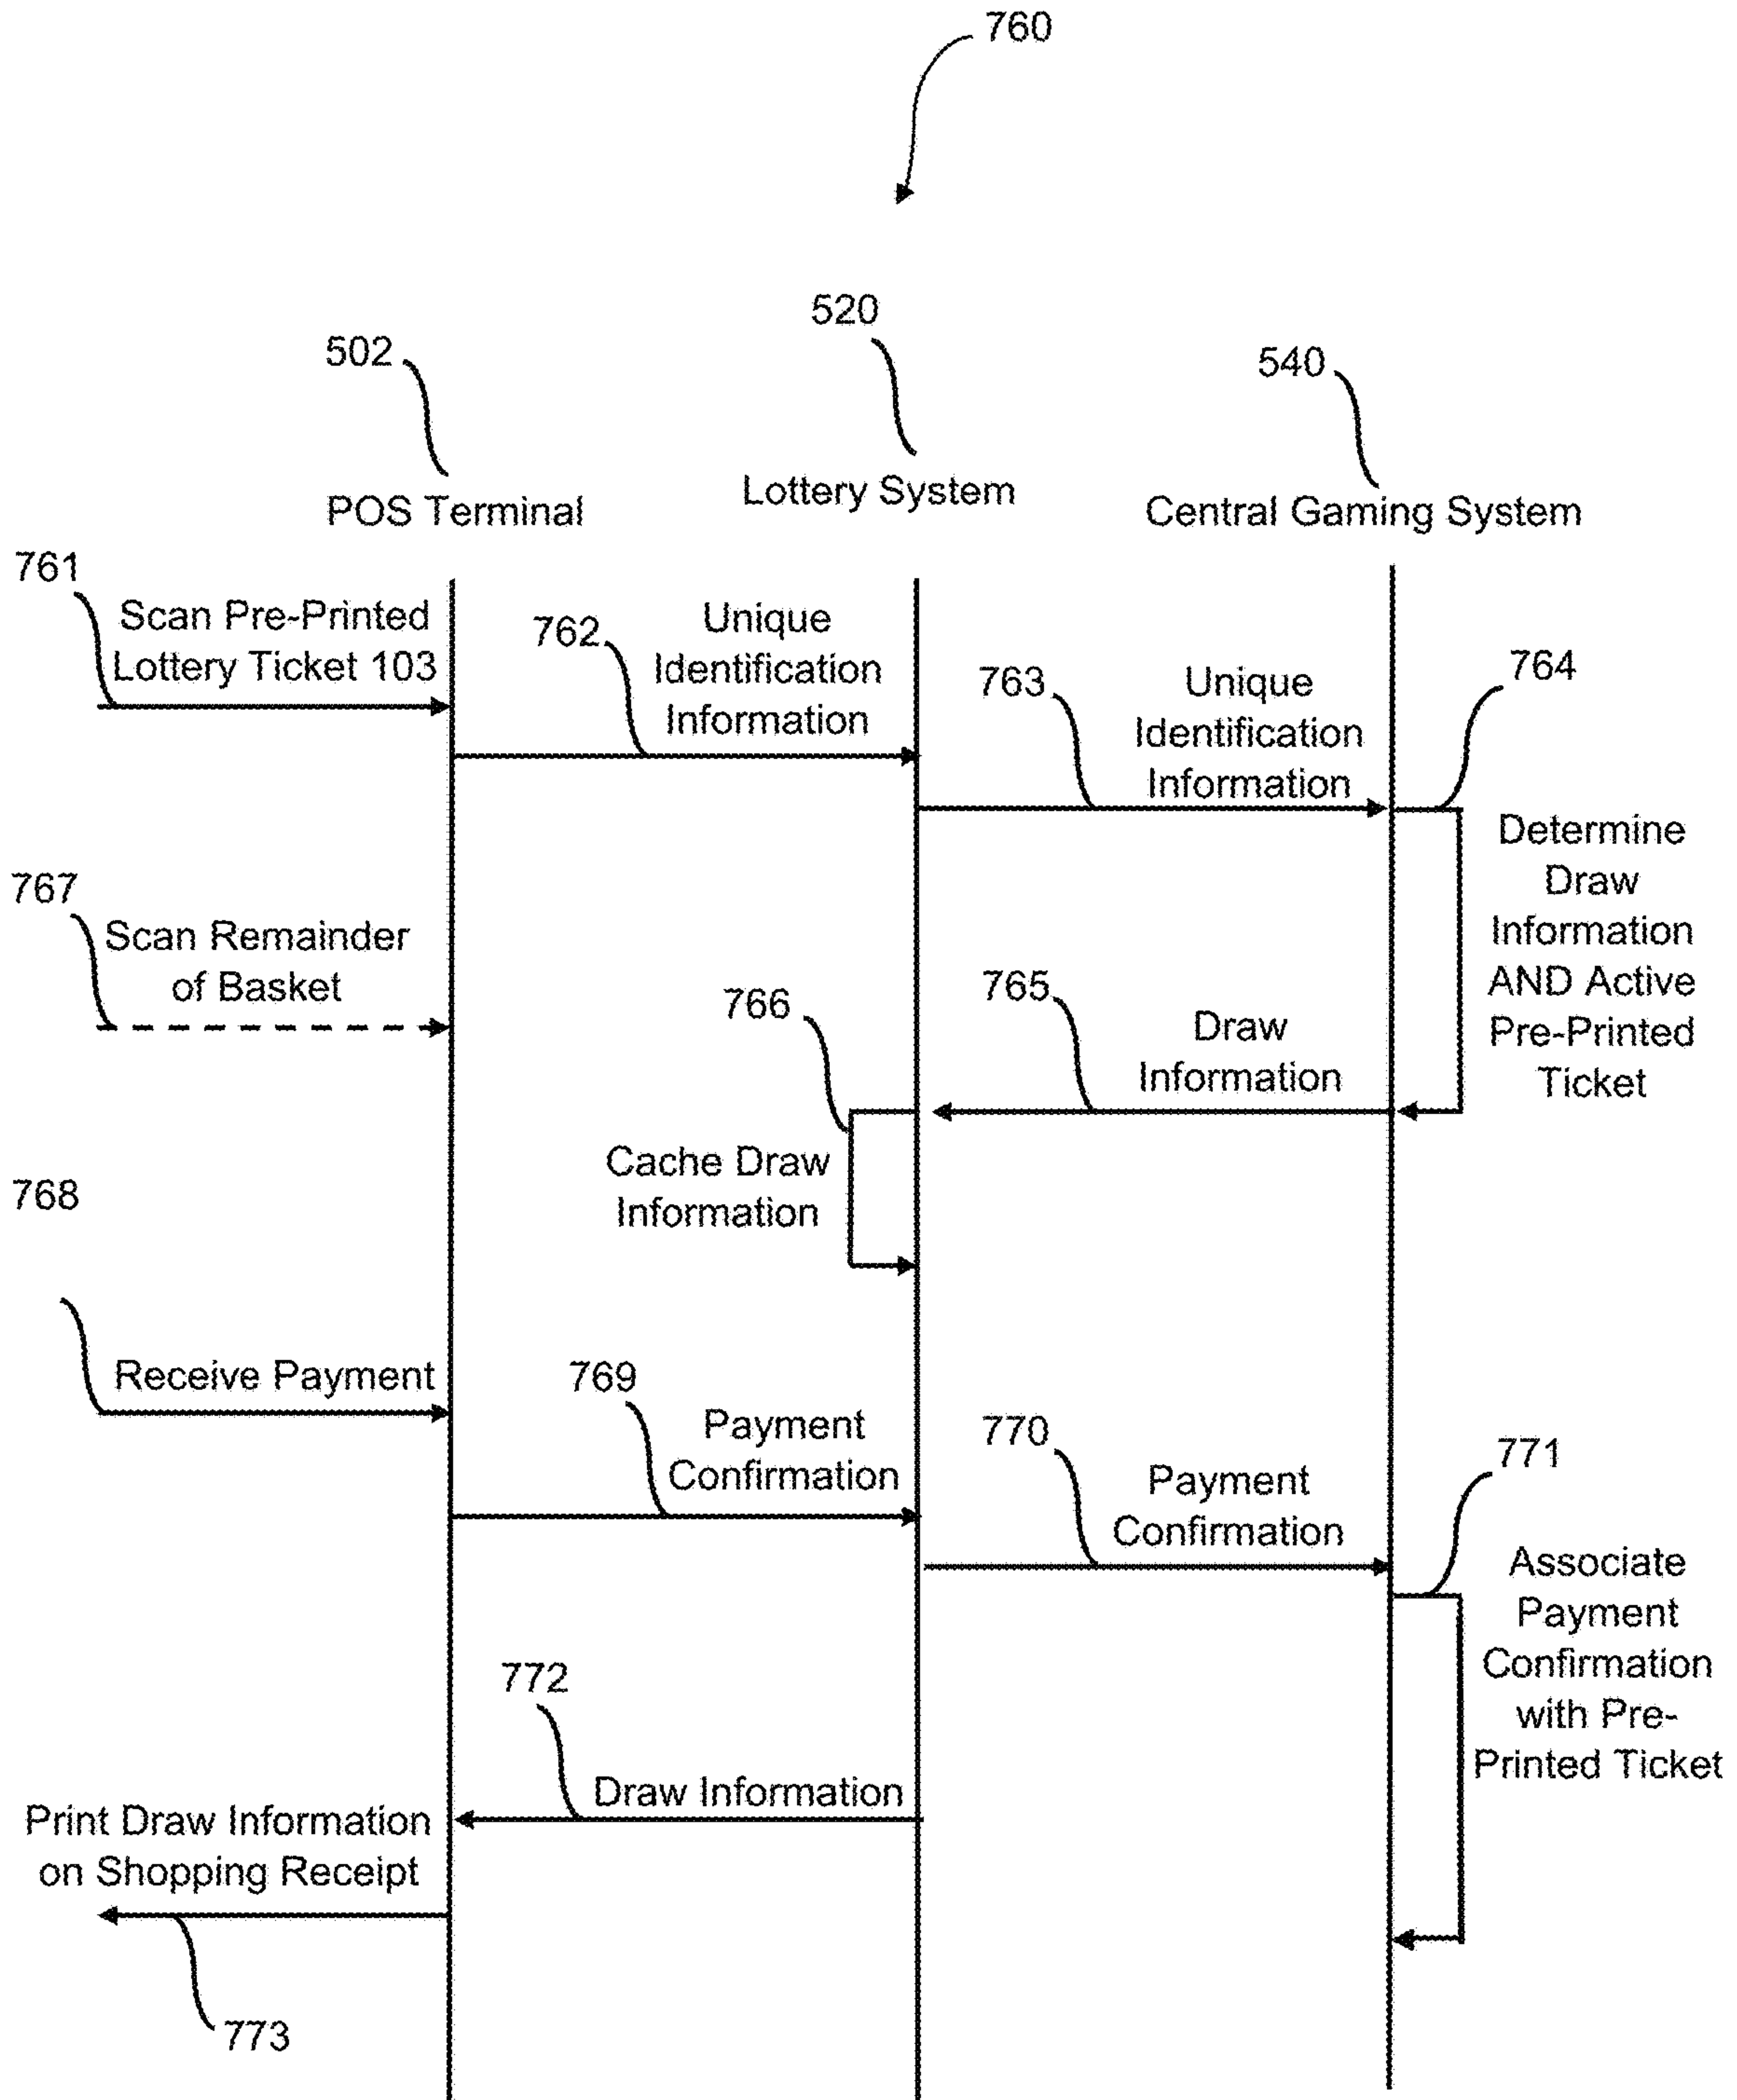 760
520
502
540
Lottery System
POS Terminal
Central Gaming System
761
Scan Pre-Printed
Lottery Ticket 103
762
Unique
Identification
Information
763
Unique
Identification
Information
764
Determine
Draw
Information
AND Active
Pre-Printed
Ticket
767
Scan Remainder
of Basket
766
765
Draw
Information
Cache Draw
Information
768
Receive Payment
769
Payment
Confirmation
770
Payment
Confirmation
771
Associate
Payment
Confirmation
with Pre-
Printed Ticket
772
Draw Information
Print Draw Information
on Shopping Receipt
773